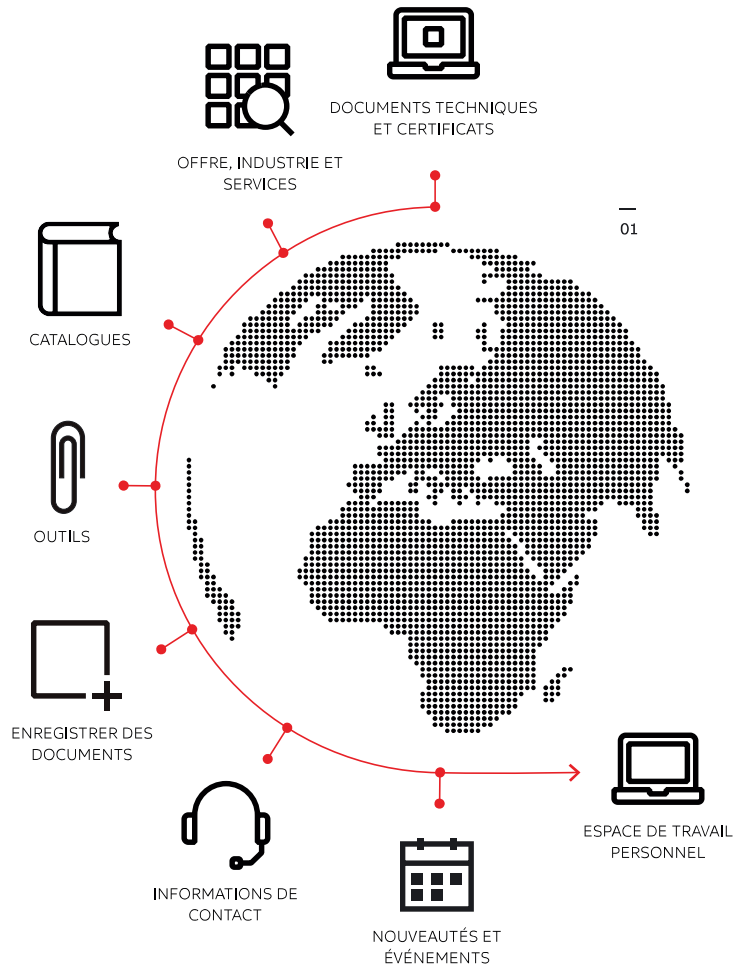 DOCUMENTS TECHNIQUES
ET CERTIFICATS
OFFRE, INDUSTRIE ET
SERVICES
01
CATALOGUES
OUTILS
ENREGISTRER DES
DOCUMENTS
INFORMATIONS DE
CONTACT
NOUVEAUTÉS ET
ÉVÉNEMENTS
ESPACE DE TRAVAIL
PERSONNEL